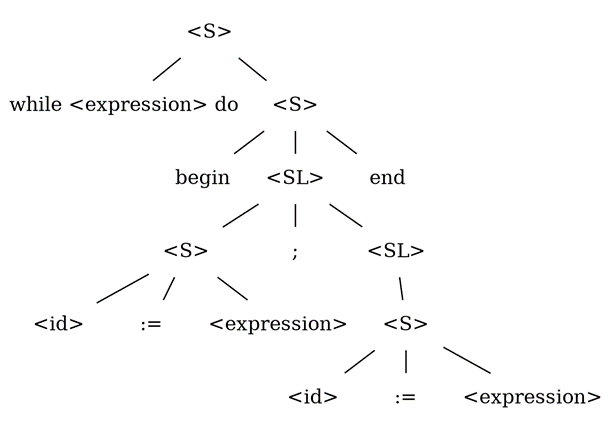 <S>
while <expression> do <S>
begin <SL> end
<S> ; <SL>
<id> := <expression> <S>
<id> := <expression>